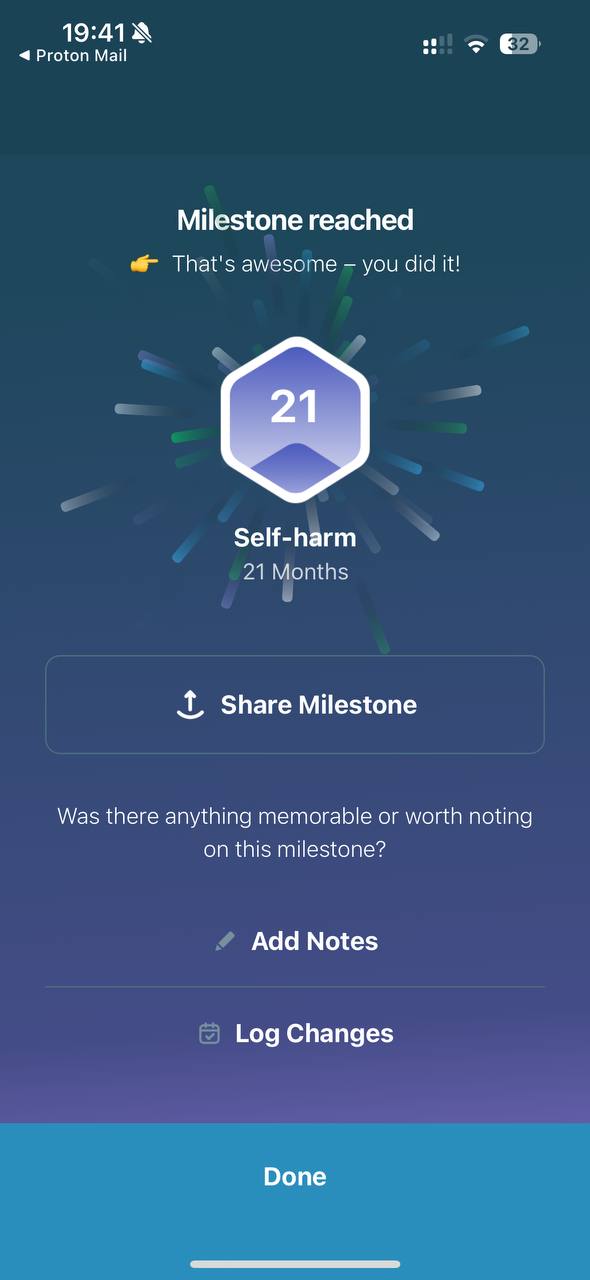 19:41
32
◀ Proton Mail
Milestone reached
👉 That's awesome – you did it!
21
Self-harm
21 Months
Share Milestone
Was there anything memorable or worth noting
on this milestone?
Add Notes
Log Changes
Done